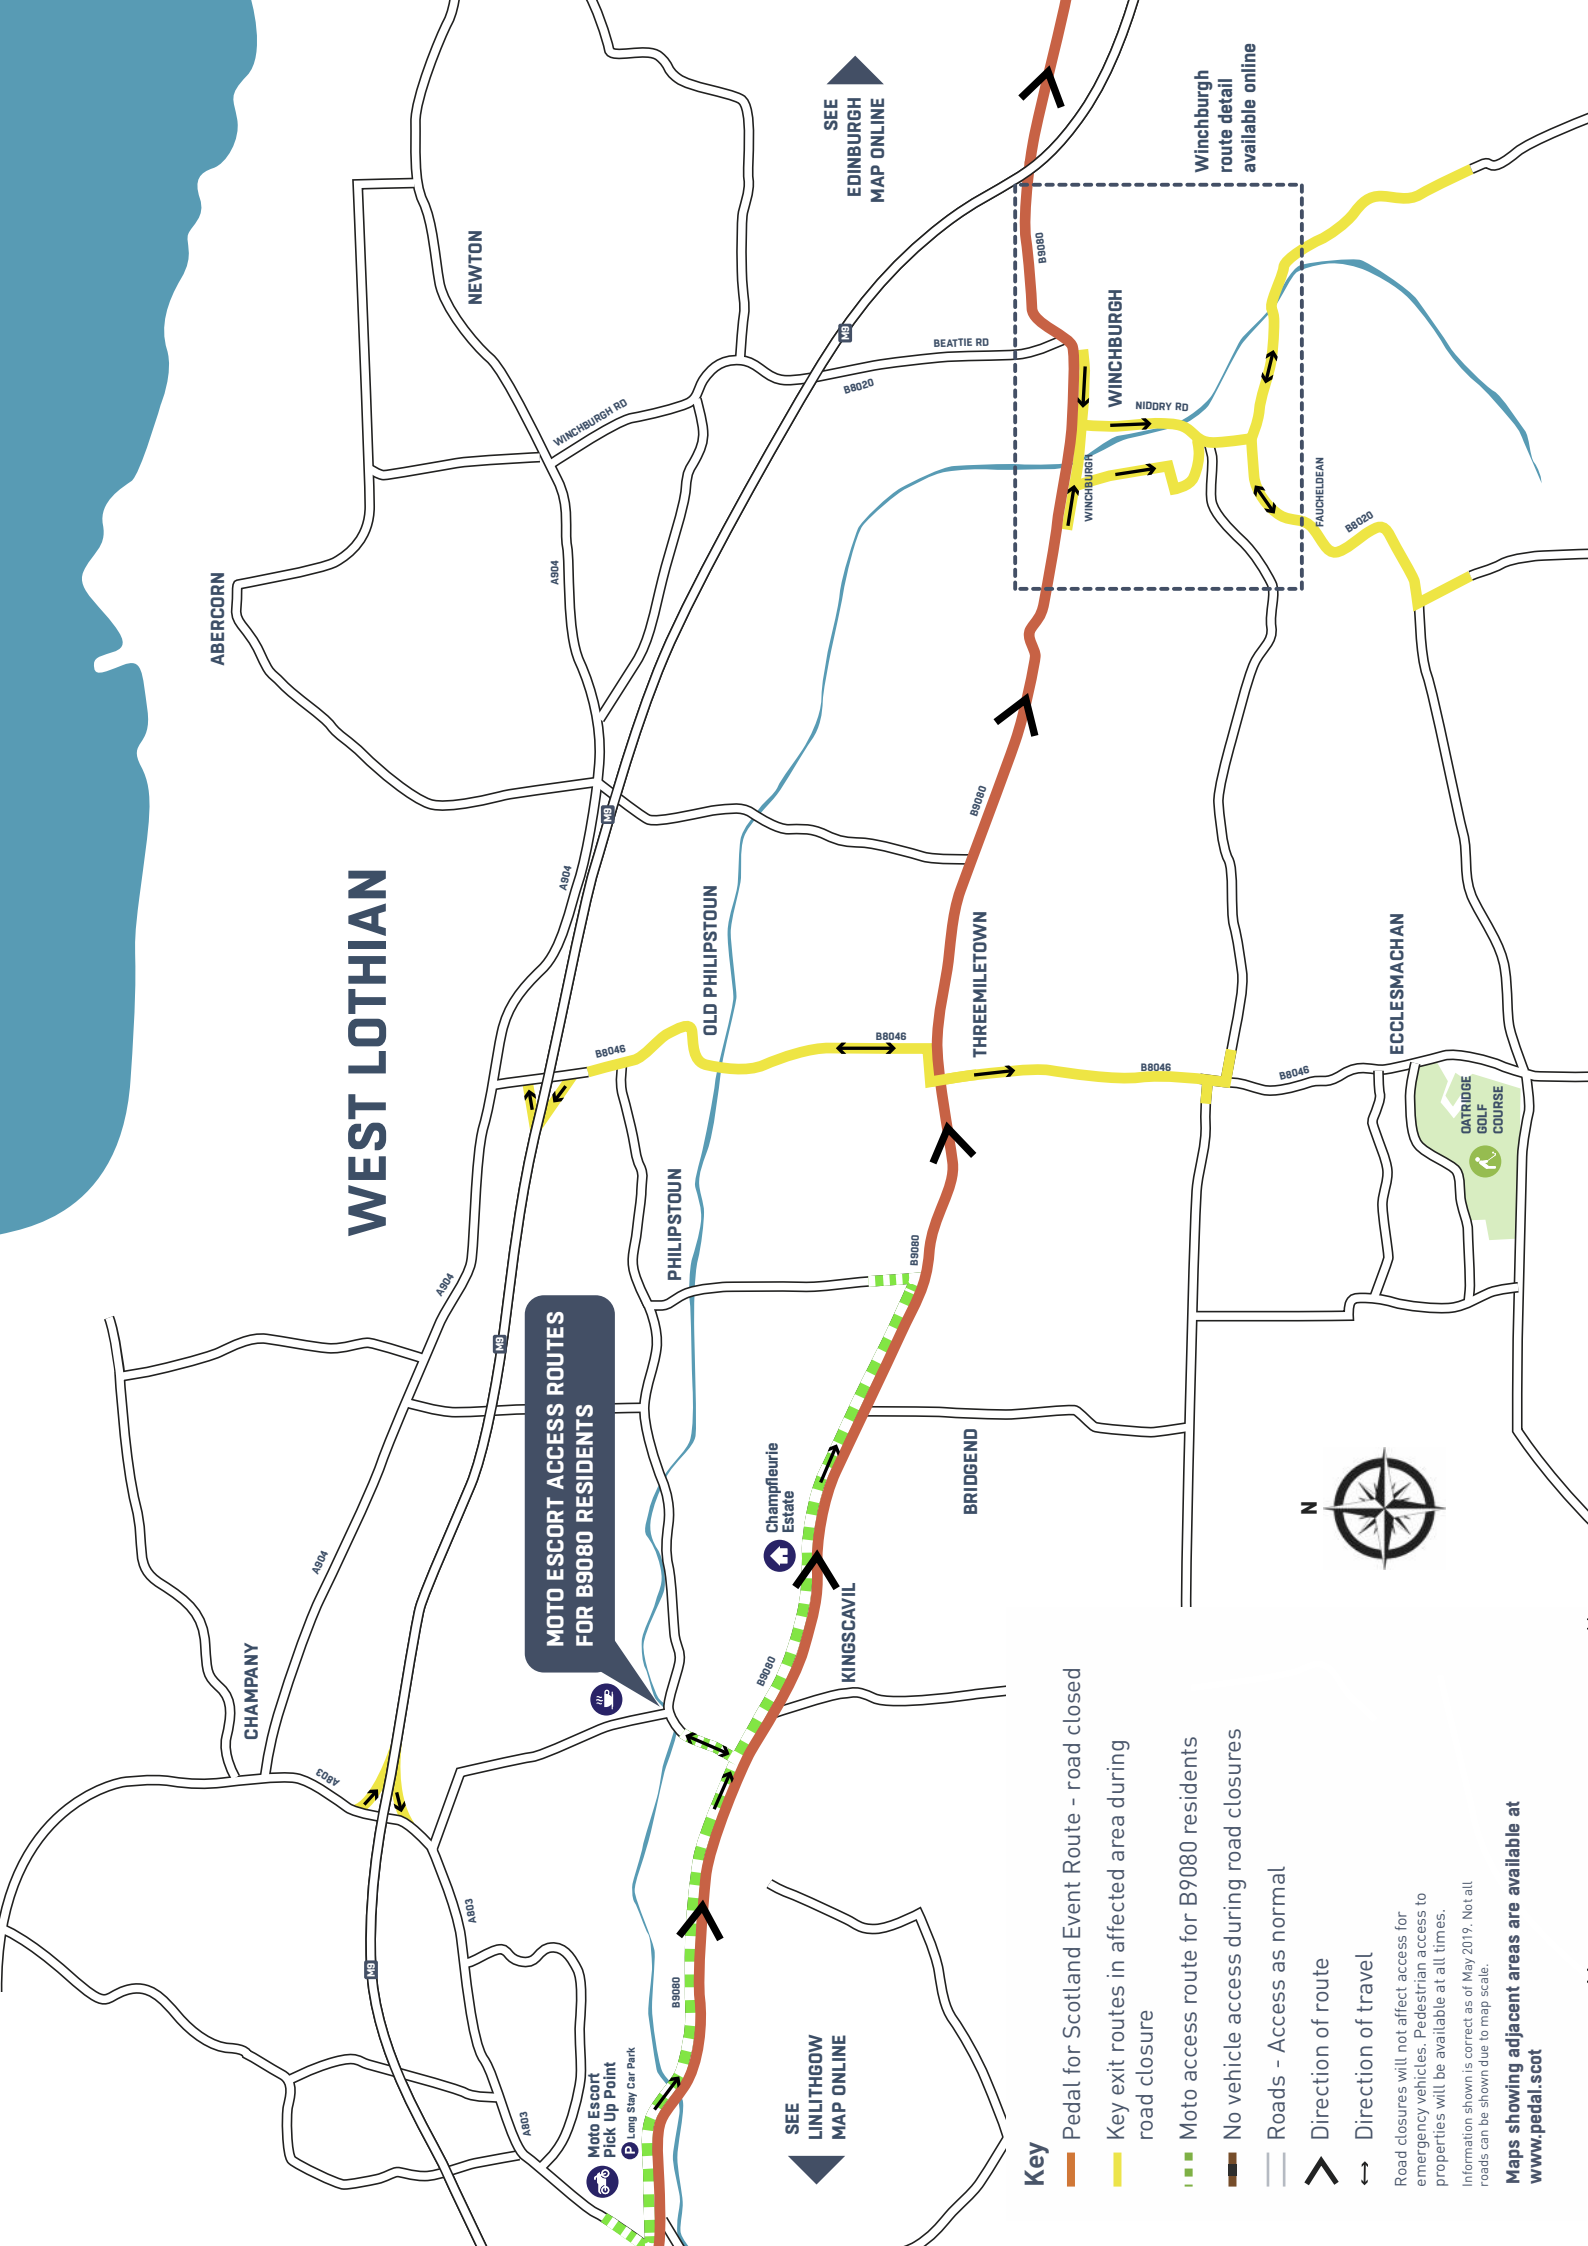 WEST LOTHIAN
CHAMPANY
ABERCORN
NEWTON
A803
A904
A904
A904
A904
WINCHBURGH RD
M9
M9
M9
M9
A803
A803
B8046
OLD PHILIPSTOUN
PHILIPSTOUN
MOTO ESCORT ACCESS ROUTES
FOR B9080 RESIDENTS
Moto Escort
Pick Up Point
P Long Stay Car Park
B9080
B9080
Champfleurie
Estate
KINGSCAVIL
BRIDGEND
B9080
B8046
THREEMILETOWN
B9080
B8020
BEATTIE RD
SEE
EDINBURGH
MAP ONLINE
B9080
WINCHBURGH
WINCHBURGH
NIDDRY RD
Winchburgh
route detail
available online
FAUCHELDEAN
B8020
B8046
B8046
ECCLESMACHAN
OATRIDGE
GOLF
COURSE
N
SEE
LINLITHGOW
MAP ONLINE
Key
Pedal for Scotland Event Route - road closed
Key exit routes in affected area during
road closure
Moto access route for B9080 residents
No vehicle access during road closures
Roads - Access as normal
Direction of route
Direction of travel
Road closures will not affect access for
emergency vehicles. Pedestrian access to
properties will be available at all times.
Information shown is correct as of May 2019. Not all
roads can be shown due to map scale.
Maps showing adjacent areas are available at
www.pedal.scot